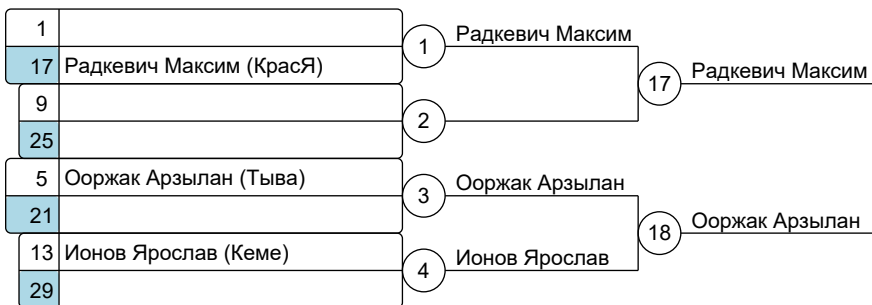 1
17 Радкевич Максим (КрасЯ)
9
25
5 Ооржак Арзылан (Тыва)
21
13 Ионов Ярослав (Кеме)
29
1 Радкевич Максим
2
3 Ооржак Арзылан
4 Ионов Ярослав
17 Радкевич Максим
18 Ооржак Арзылан